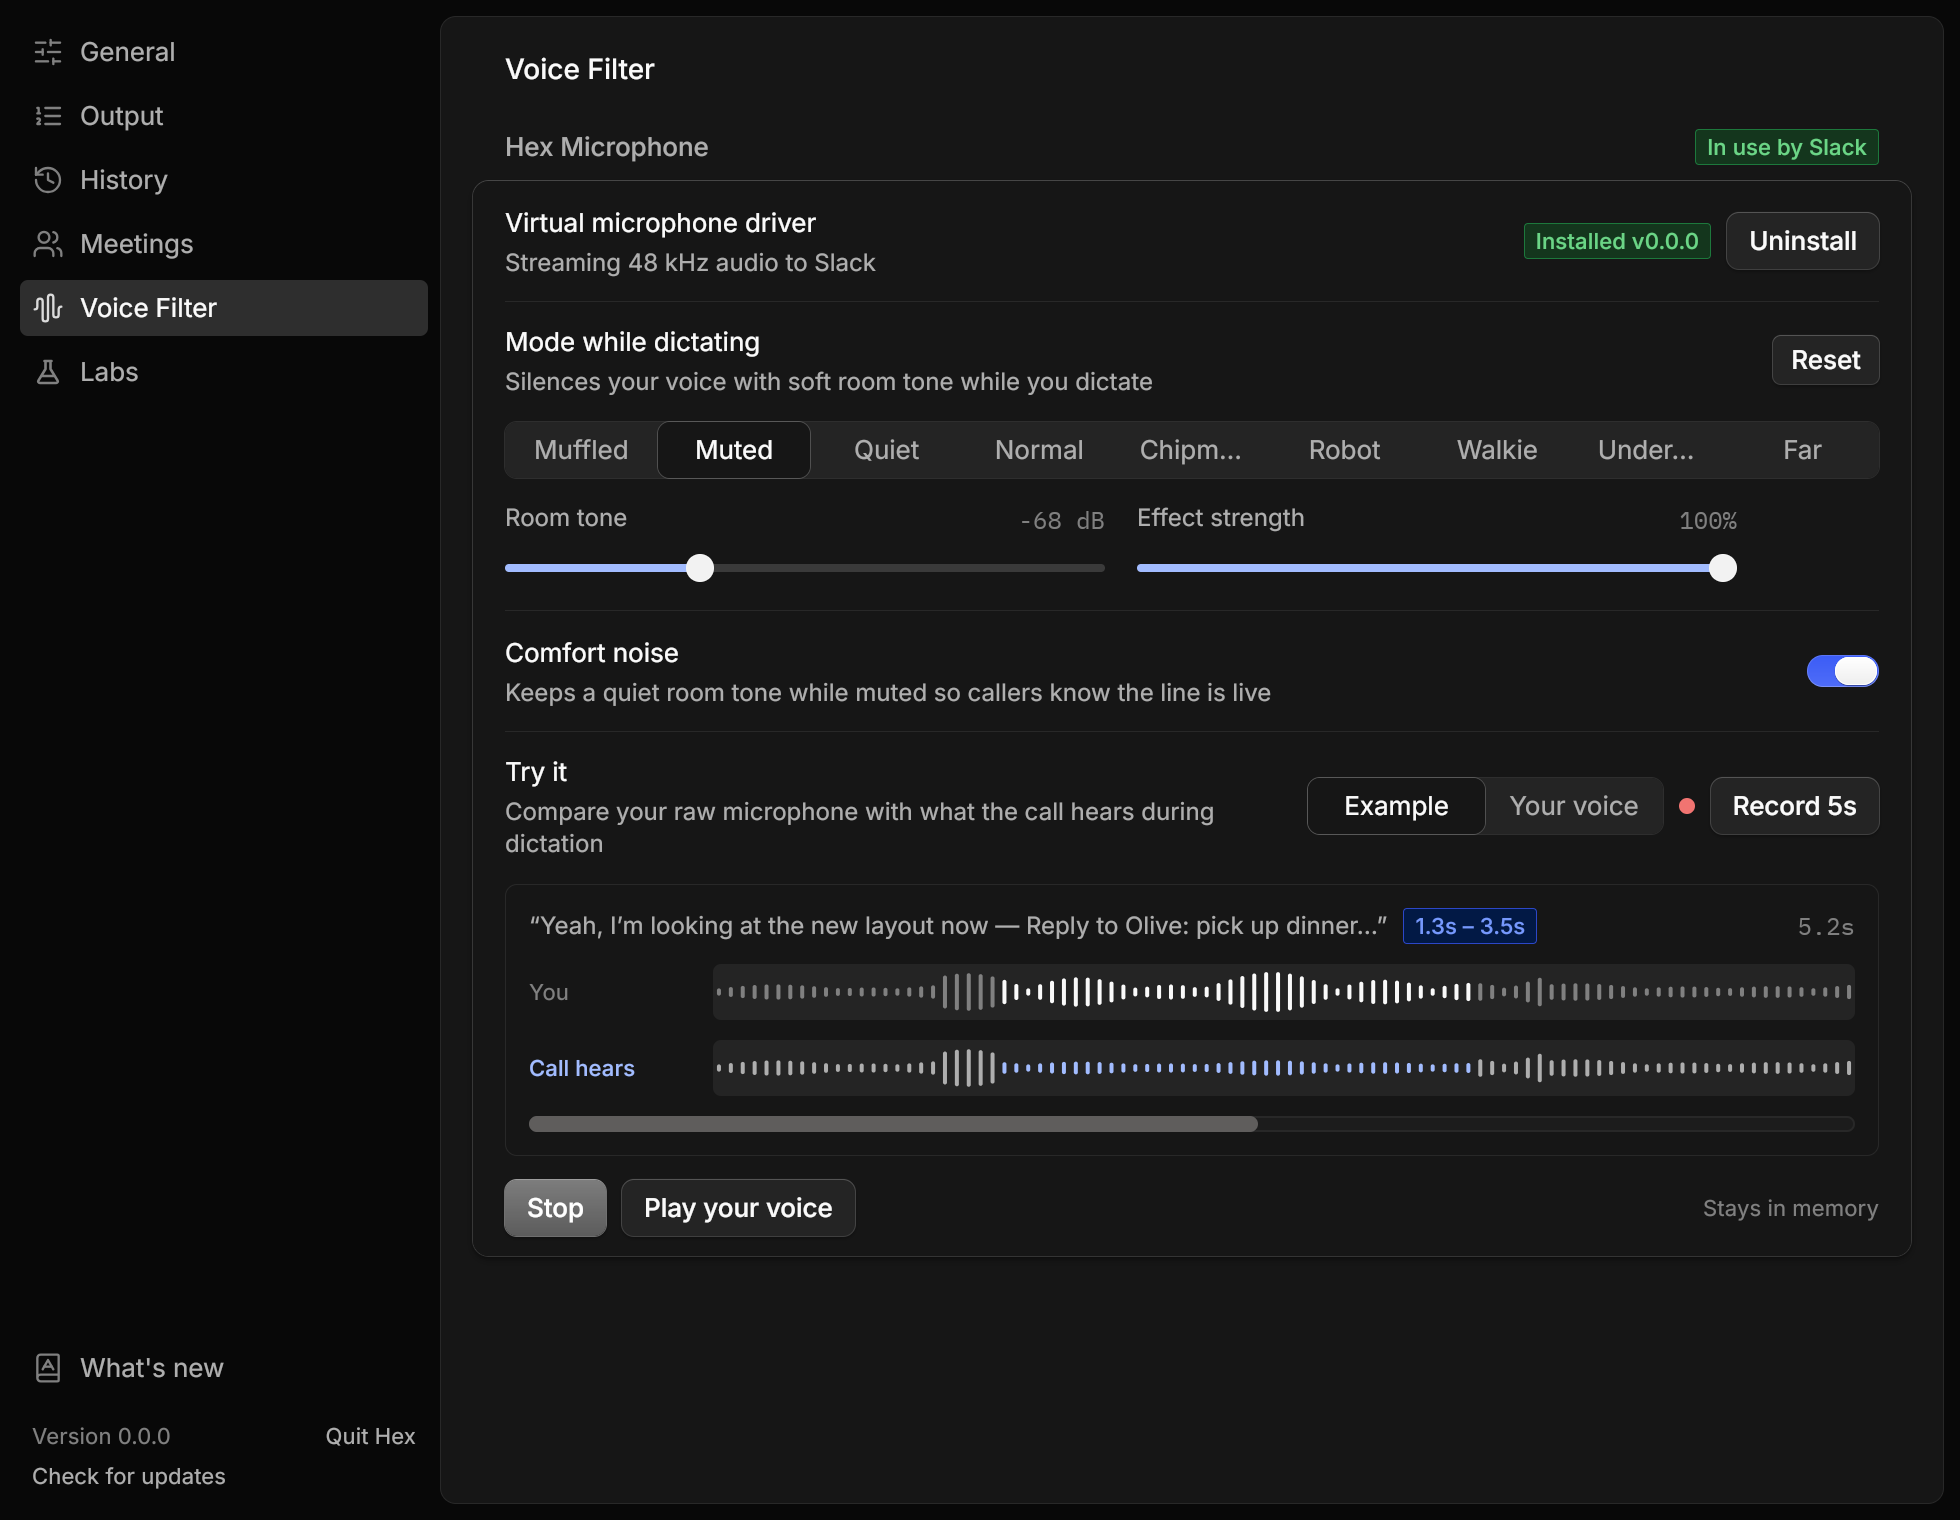 General
Output
History
Meetings
Voice Filter
Labs
What's new
Version 0.0.0
Quit Hex
Check for updates
Voice Filter
Hex Microphone
In use by Slack
Virtual microphone driver
Streaming 48 kHz audio to Slack
Installed v0.0.0
Uninstall
Mode while dictating
Silences your voice with soft room tone while you dictate
Reset
Muffled
Muted
Quiet
Normal
Chipm...
Robot
Walkie
Under...
Far
Room tone
-68 dB
Effect strength
100%
Comfort noise
Keeps a quiet room tone while muted so callers know the line is live
Try it
Compare your raw microphone with what the call hears during
dictation
Example
Your voice
Record 5s
“Yeah, I’m looking at the new layout now — Reply to Olive: pick up dinner...”
1.3s – 3.5s
5.2s
You
Call hears
Stop
Play your voice
Stays in memory